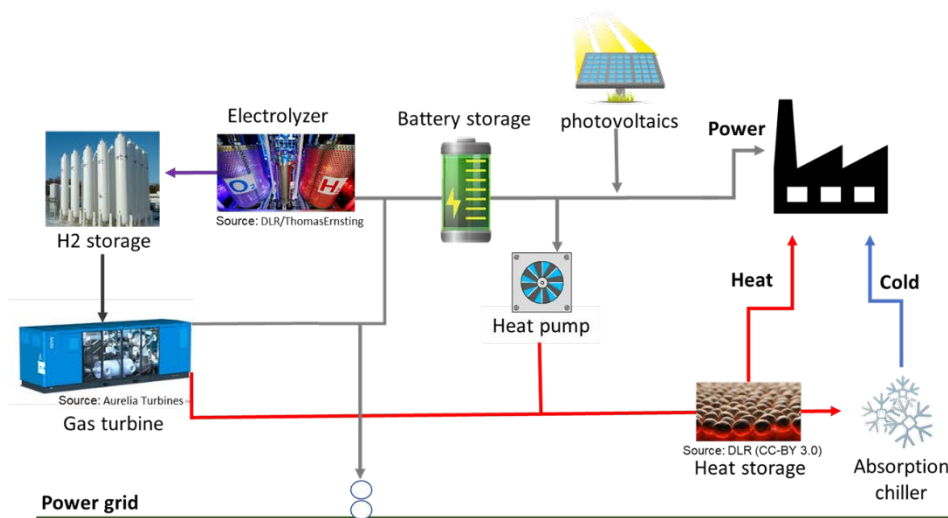 Electrolyzer
Battery storage
photovoltaics
Power
O2
H
Source: DLR/ThomasErnsting
H2 storage
Heat
Cold
Heat pump
Source: Aurelia Turbines
Gas turbine
Source: DLR (CC-BY 3.0)
Heat storage
Absorption
chiller
Power grid